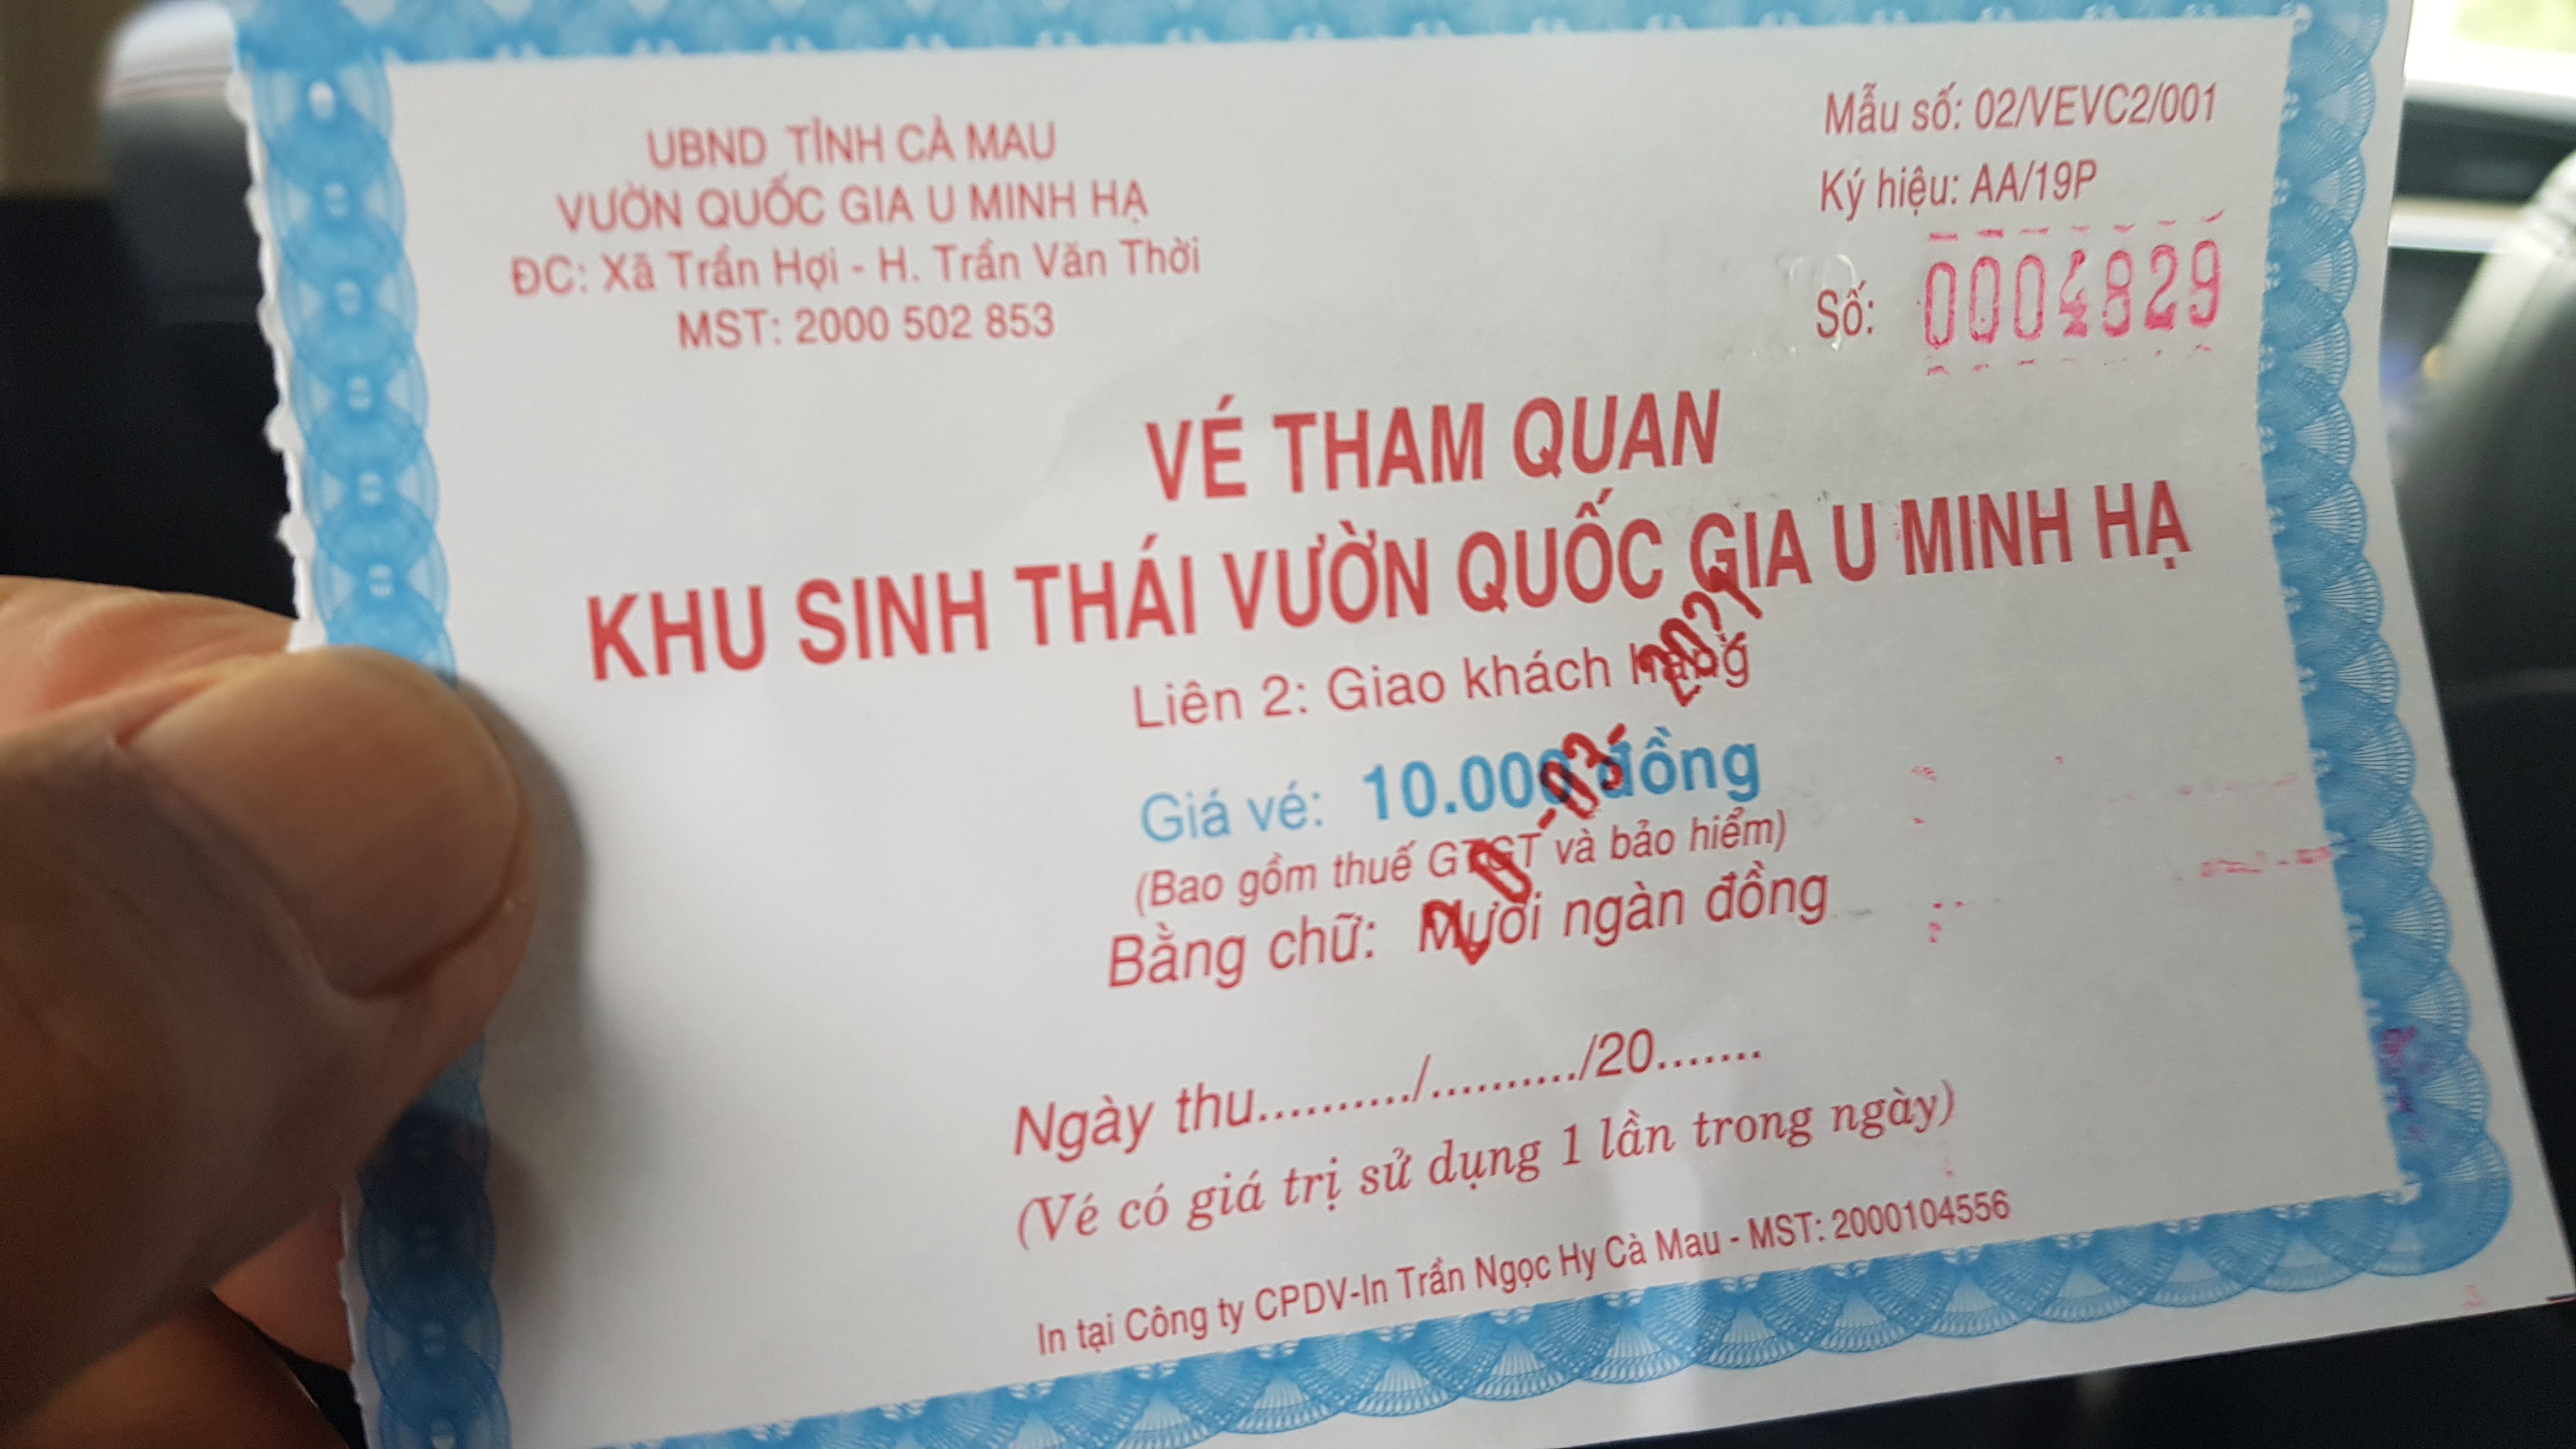 UBND TỈNH CÀ MAU
VƯỜN QUỐC GIA U MINH HẠ
ĐC: Xã Trần Hợi - H. Trần Văn Thời
MST: 2000 502 853
Mẫu số: 02/VEVC2/001
Ký hiệu: AA/19P
Số: 0004829
VÉ THAM QUAN
KHU SINH THÁI VƯỜN QUỐC GIA U MINH HẠ
Liên 2: Giao khách hàng
Giá vé: 10.000 đồng
(Bao gồm thuế GTGT và bảo hiểm)
Bằng chữ: Mười ngàn đồng
-03- 2021
Ngày thu........../........../20.......
(Vé có giá trị sử dụng 1 lần trong ngày)
In tại Công ty CPDV-In Trần Ngọc Hy Cà Mau - MST: 2000104556